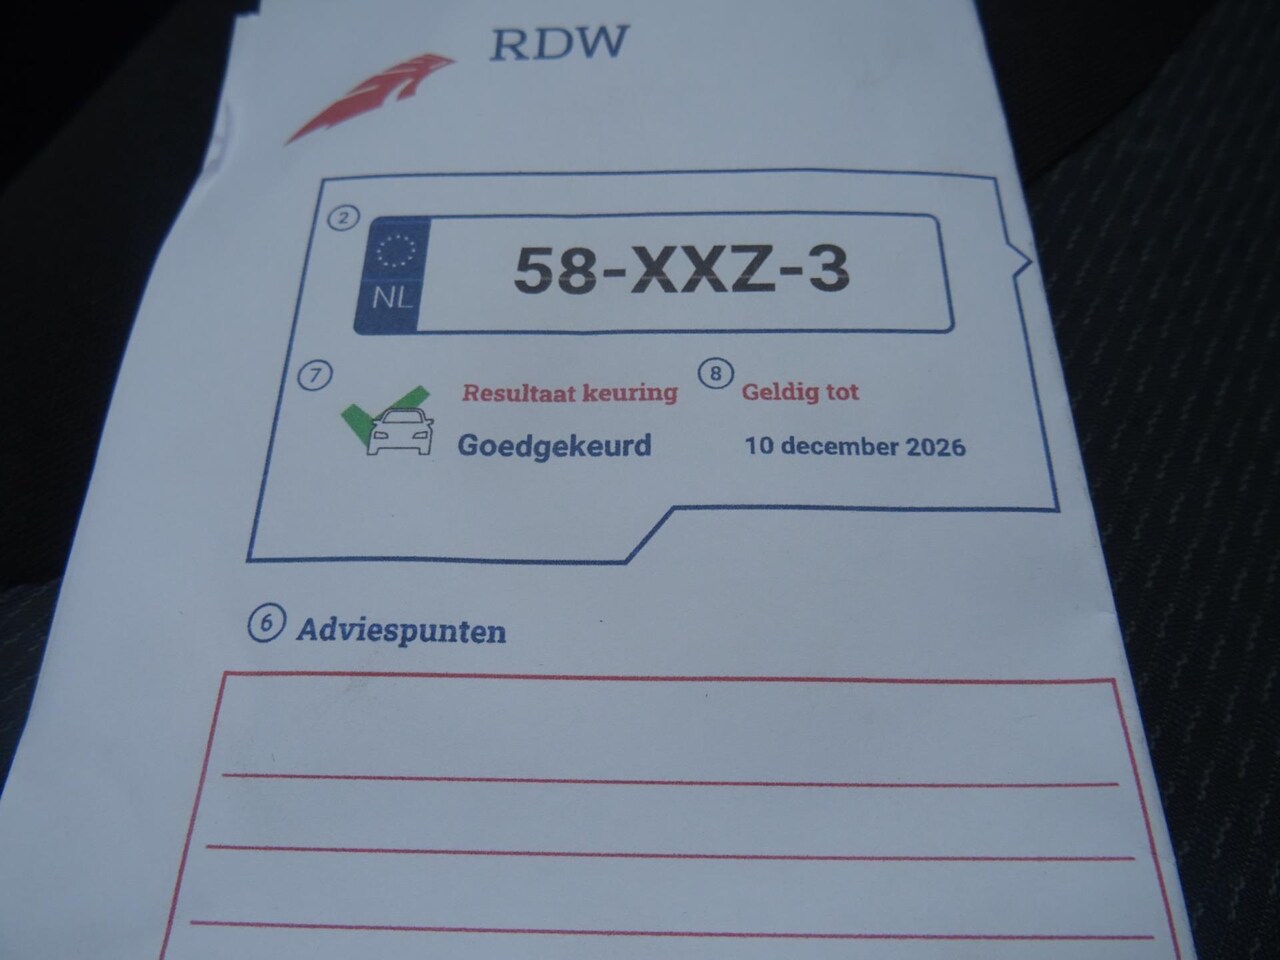 RDW
2
NL
58-XXZ-3
7
Resultaat keuring
8
Geldig tot
Goedgekeurd
10 december 2026
6 Adviespunten